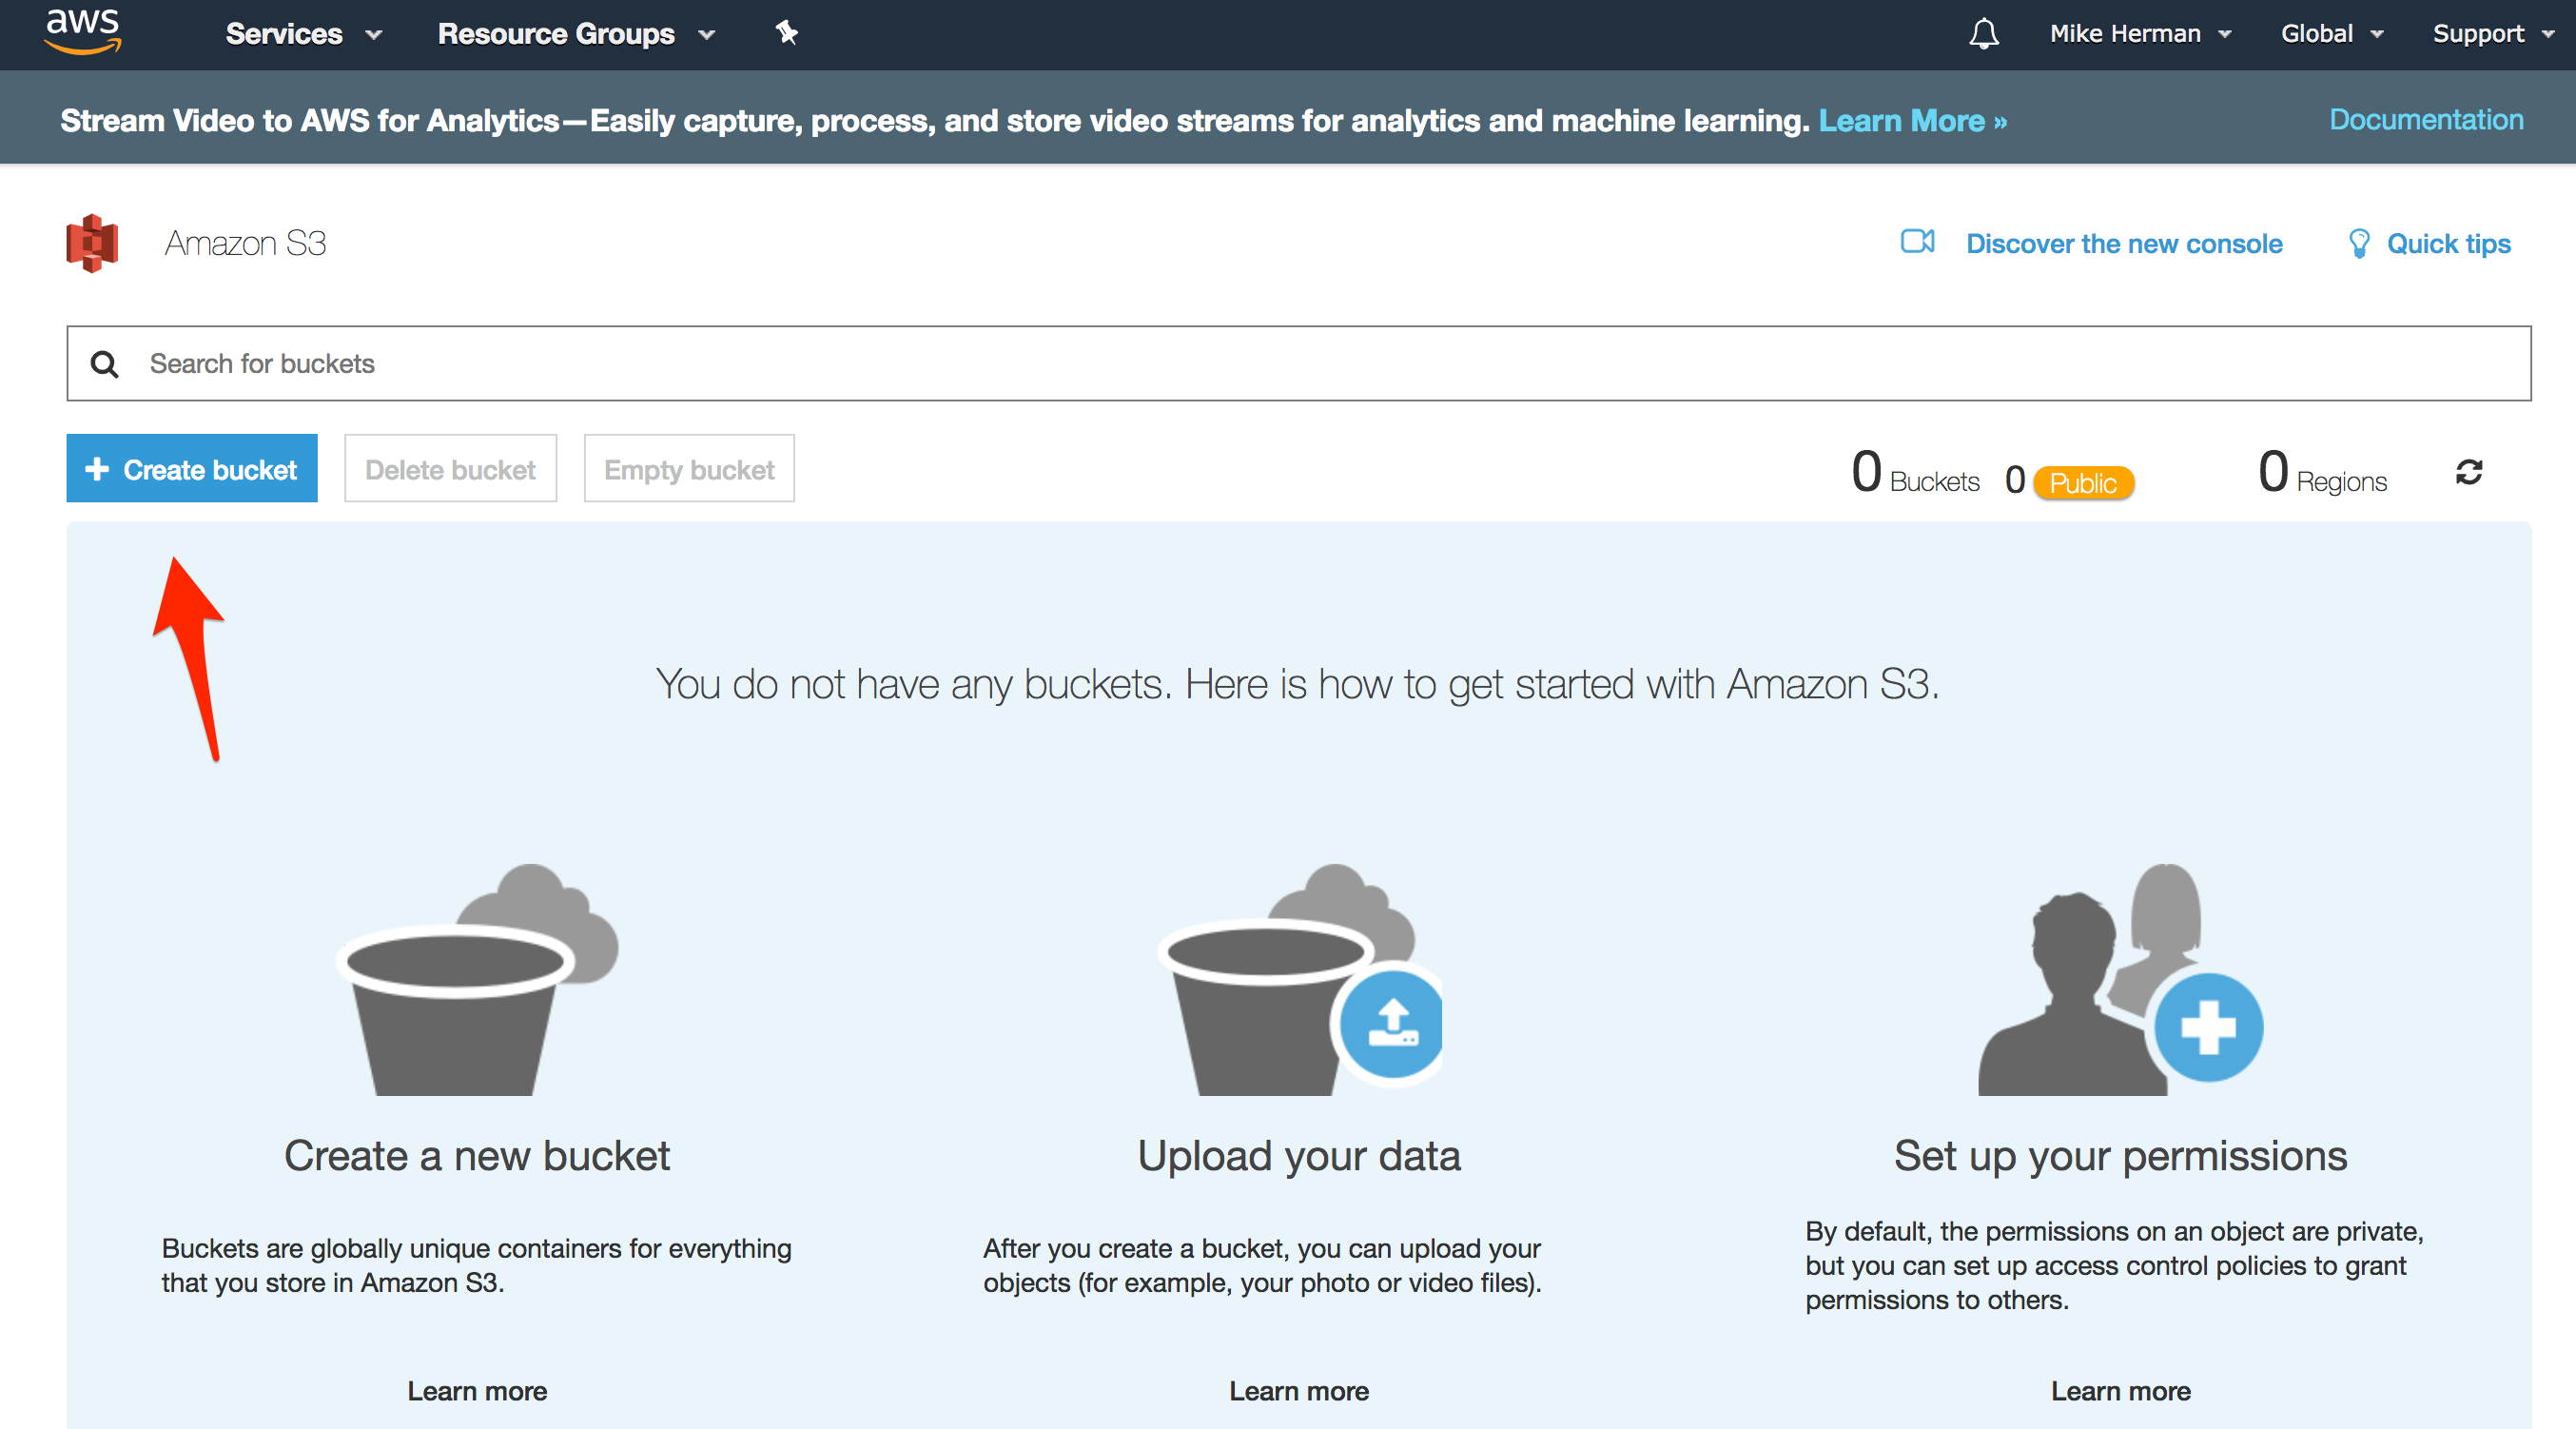 aws Services Resource Groups Mike Herman Global Support
Stream Video to AWS for Analytics—Easily capture, process, and store video streams for analytics and machine learning. Learn More » Documentation
Amazon S3 Discover the new console Quick tips
Search for buckets
Create bucket Delete bucket Empty bucket 0 Buckets 0 Public 0 Regions
You do not have any buckets. Here is how to get started with Amazon S3.
Create a new bucket
Buckets are globally unique containers for everything
that you store in Amazon S3.
Learn more
Upload your data
After you create a bucket, you can upload your
objects (for example, your photo or video files).
Learn more
Set up your permissions
By default, the permissions on an object are private,
but you can set up access control policies to grant
permissions to others.
Learn more